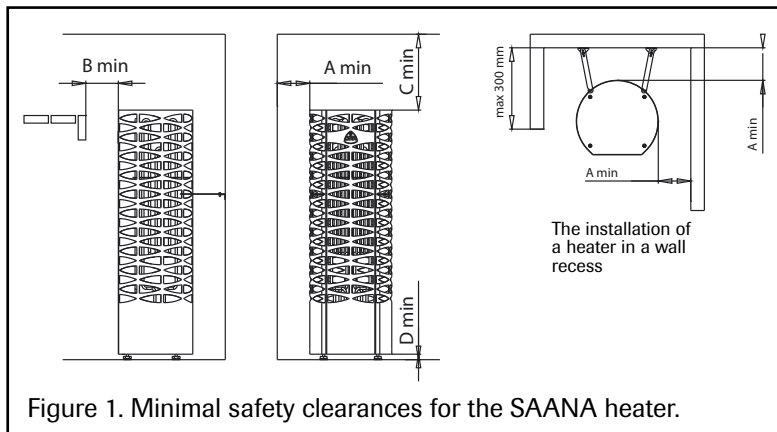 B min
A min
C min
D min
max 300 mm
A min
A min
The installation of
a heater in a wall
recess
Figure 1. Minimal safety clearances for the SAANA heater.